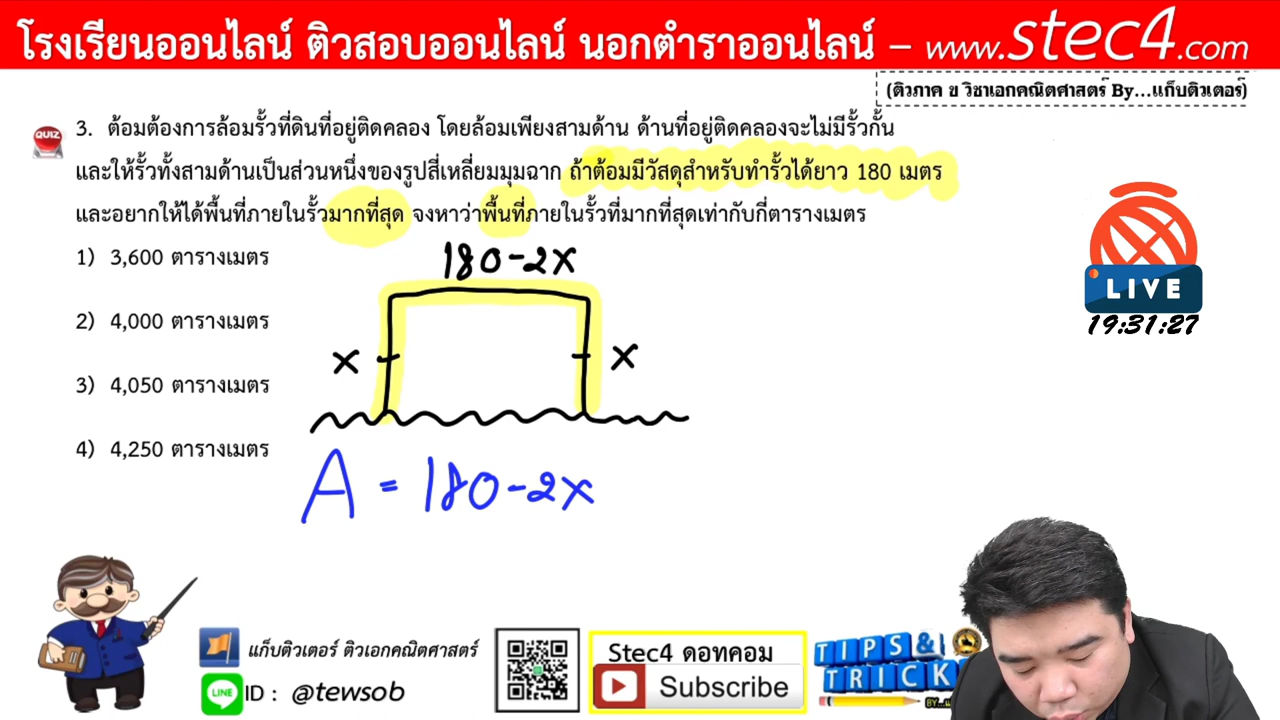 โรงเรียนออนไลน์ ติวสอบออนไลน์ นอกตำราออนไลน์ – www.stec4.com
(ติวภาค ข วิชาเอกคณิตศาสตร์ By...แก็บติวเตอร์)
QUIZ
3. ต้อมต้องการล้อมรั้วที่ดินที่อยู่ติดคลอง โดยล้อมเพียงสามด้าน ด้านที่อยู่ติดคลองจะไม่มีรั้วกั้น
และให้รั้วทั้งสามด้านเป็นส่วนหนึ่งของรูปสี่เหลี่ยมมุมฉาก ถ้าต้อมมีวัสดุสำหรับทำรั้วได้ยาว 180 เมตร
และอยากให้ได้พื้นที่ภายในรั้วมากที่สุด จงหาว่าพื้นที่ภายในรั้วที่มากที่สุดเท่ากับกี่ตารางเมตร
1) 3,600 ตารางเมตร
2) 4,000 ตารางเมตร
3) 4,050 ตารางเมตร
4) 4,250 ตารางเมตร
180-2x
x
x
A = 180-2x
LIVE
19:31:27
แก็บติวเตอร์ ติวเอกคณิตศาสตร์
LINE ID : @tewsob
Stec4 ดอทคอม
Subscribe
TIPS &
TRICK